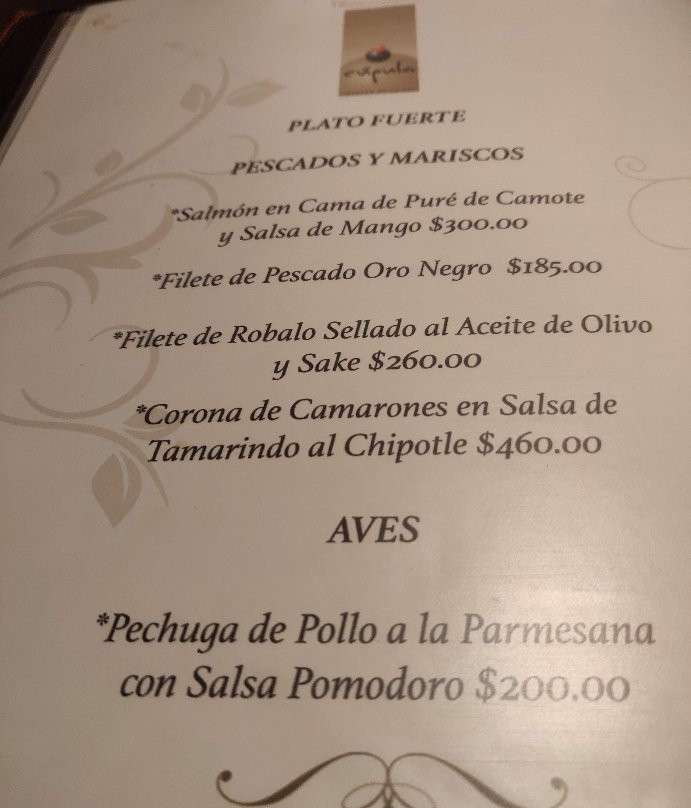 PLATO FUERTE
PESCADOS Y MARISCOS
*Salmón en Cama de Puré de Camote
y Salsa de Mango $300.00
*Filete de Pescado Oro Negro $185.00
*Filete de Robalo Sellado al Aceite de Olivo
y Sake $260.00
*Corona de Camarones en Salsa de
Tamarindo al Chipotle $460.00
AVES
*Pechuga de Pollo a la Parmesana
con Salsa Pomodoro $200.00